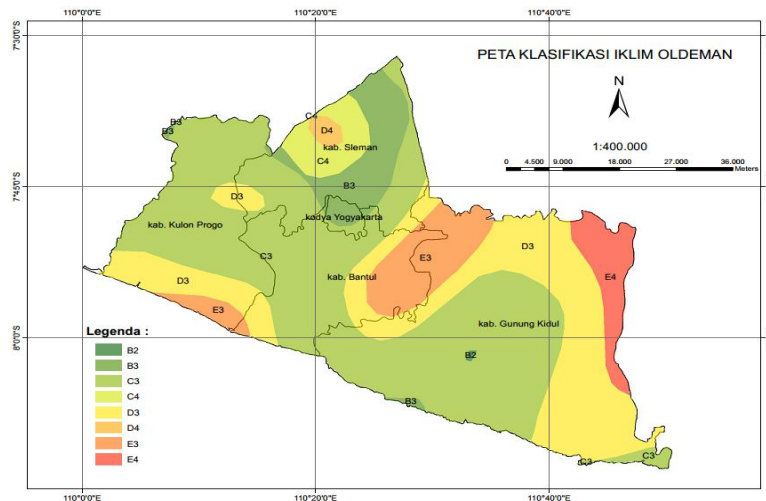 110°0'0"E 110°20'0"E 110°40'0"E
7°30'0"S
PETA KLASIFIKASI IKLIM OLDEMAN
N
1:400.000
0 4.500 9.000 18.000 27.000 36.000
Meters
C4
B3
B3
D4
kab. Sleman
C4
7°45'0"S
B3
D3
kodya Yogyakarta
kab. Kulon Progo
C3
E3
D3
E4
kab. Bantul
D3
E3
kab. Gunung Kidul
8°0'0"S
B2
Legenda :
B2
B3
C3
C4
D3
D4
E3
E4
B3
C3
C3
110°0'0"E 110°20'0"E 110°40'0"E